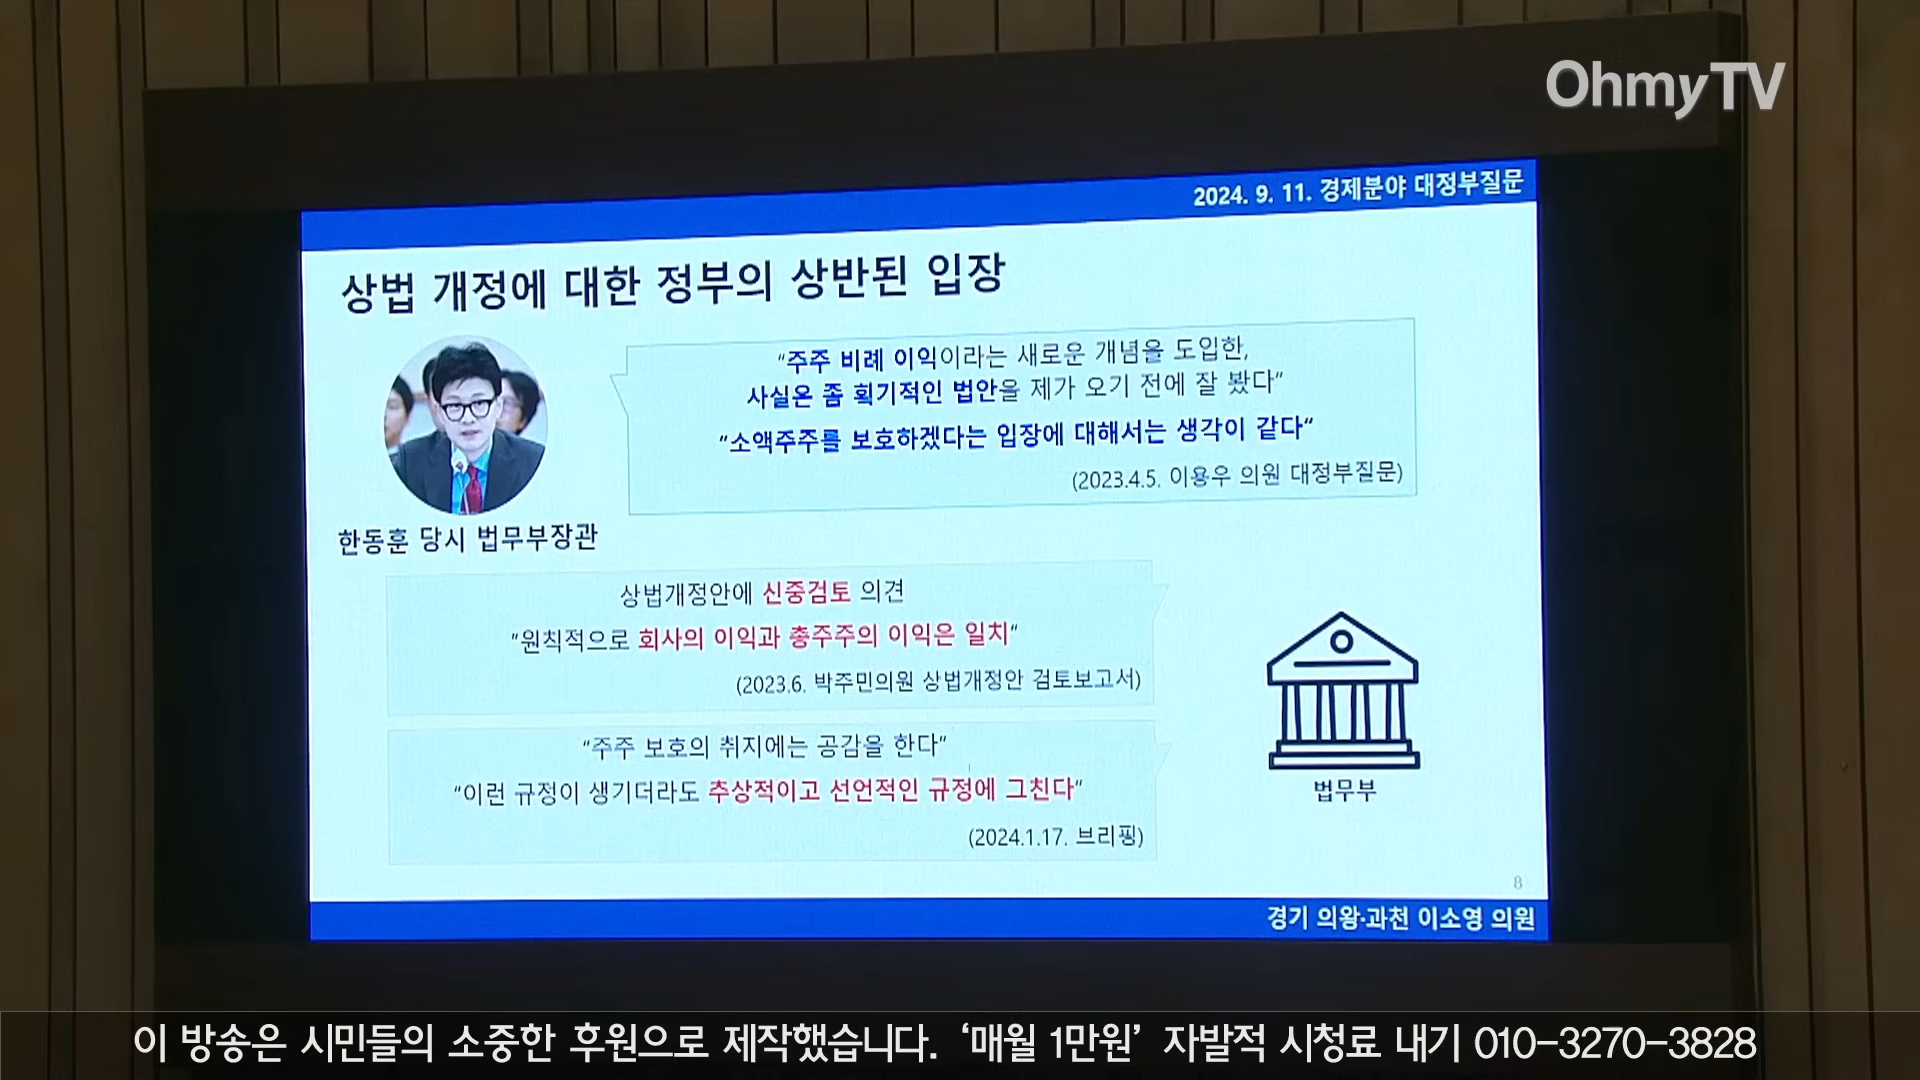 OhmyTV
2024. 9. 11. 경제분야 대정부질문
상법 개정에 대한 정부의 상반된 입장
“주주 비례 이익이라는 새로운 개념을 도입한,
사실은 좀 획기적인 법안을 제가 오기 전에 잘 봤다”
“소액주주를 보호하겠다는 입장에 대해서는 생각이 같다“
(2023.4.5. 이용우 의원 대정부질문)
한동훈 당시 법무부장관
상법개정안에 신중검토 의견
“원칙적으로 회사의 이익과 총주주의 이익은 일치“
(2023.6. 박주민의원 상법개정안 검토보고서)
“주주 보호의 취지에는 공감을 한다”
“이런 규정이 생기더라도 추상적이고 선언적인 규정에 그친다”
(2024.1.17. 브리핑)
법무부
8
경기 의왕·과천 이소영 의원
이 방송은 시민들의 소중한 후원으로 제작했습니다. ‘매월 1만원’ 자발적 시청료 내기 010-3270-3828